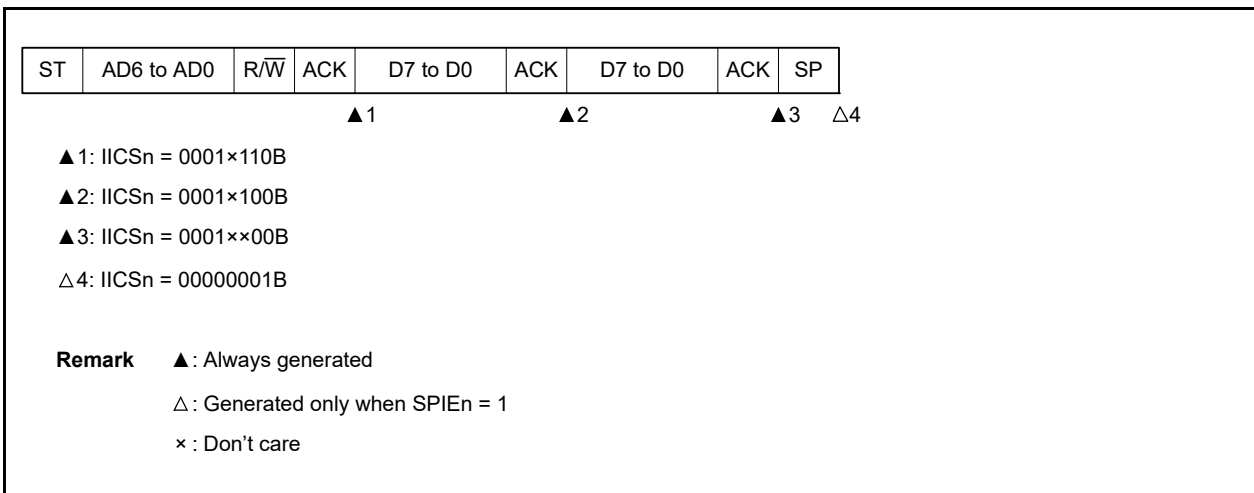 ST AD6 to AD0 R/W̅ ACK D7 to D0 ACK D7 to D0 ACK SP
▲1 ▲2 ▲3 △4
▲1: IICSn = 0001×110B
▲2: IICSn = 0001×100B
▲3: IICSn = 0001××00B
△4: IICSn = 00000001B
Remark ▲: Always generated
△: Generated only when SPIEn = 1
× : Don’t care